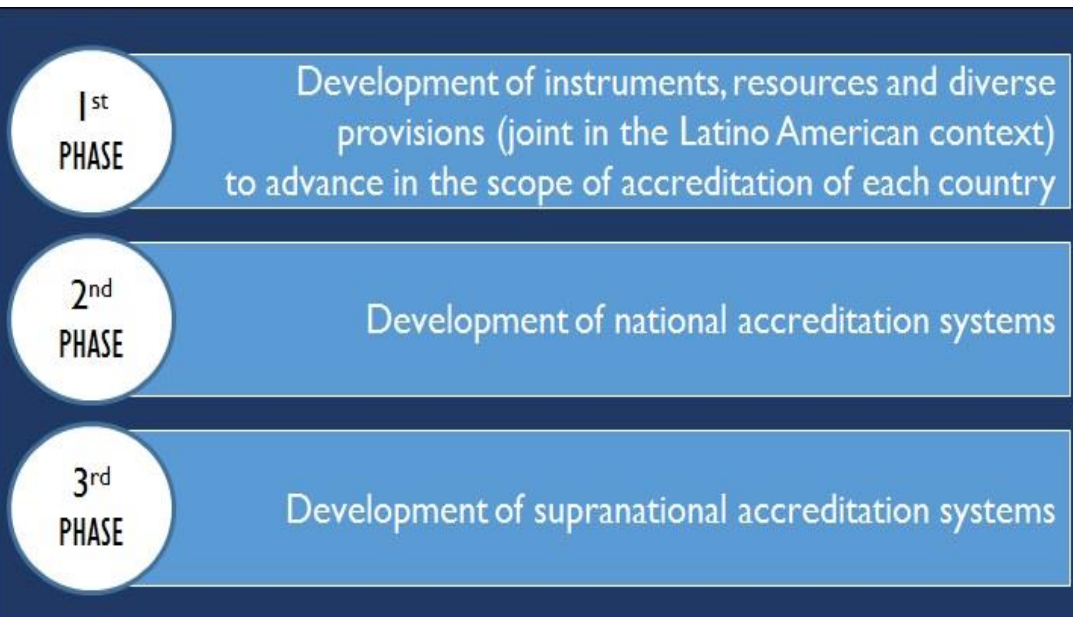 1st
PHASE
Development of instruments, resources and diverse
provisions (joint in the Latino American context)
to advance in the scope of accreditation of each country
2nd
PHASE
Development of national accreditation systems
3rd
PHASE
Development of supranational accreditation systems